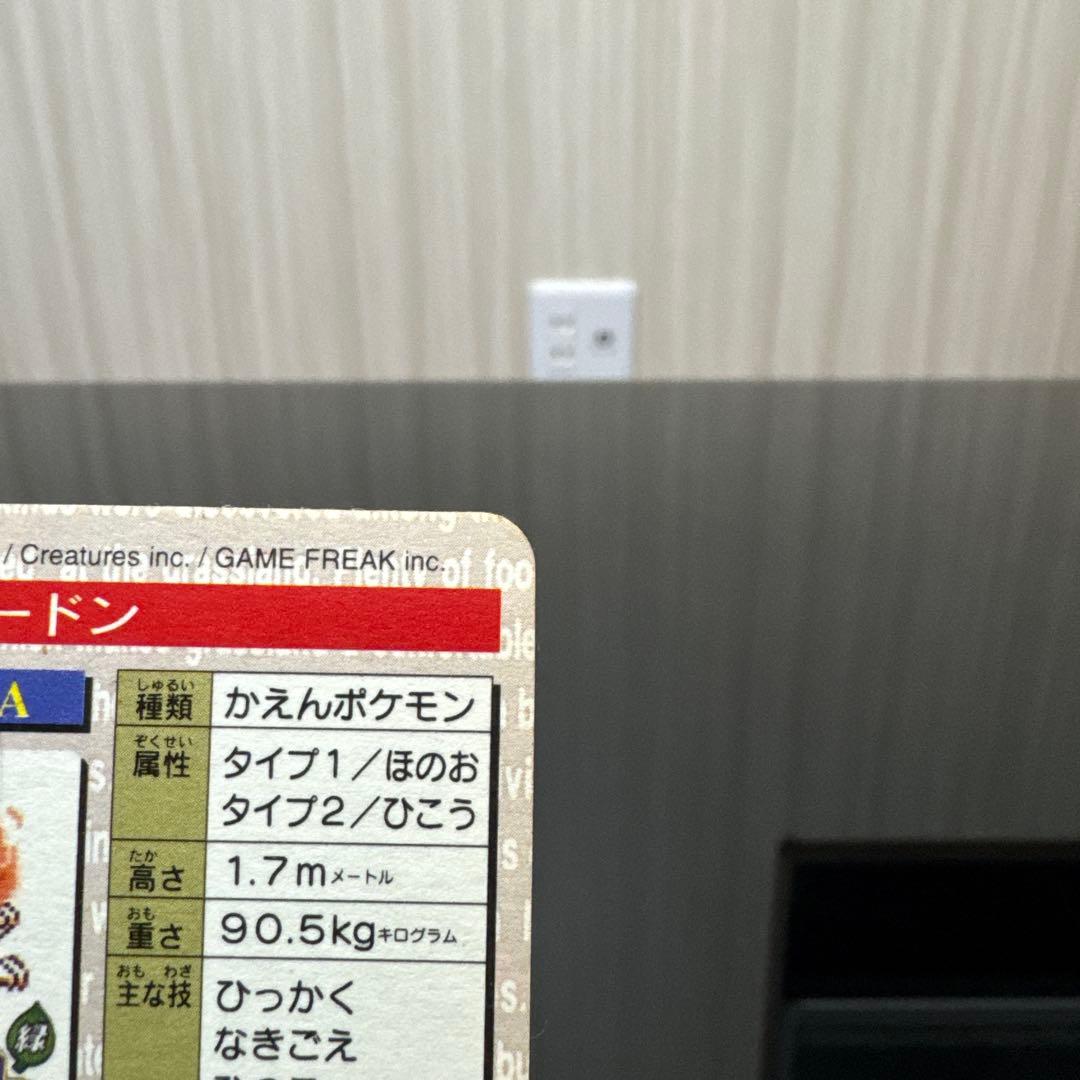 / Creatures inc. / GAME FREAK inc.
ードン
A
しゅるい
種類 かえんポケモン
ぞくせい
属性 タイプ1／ほのお
タイプ2／ひこう
たか
高さ 1.7mメートル
おも
重さ 90.5kgキログラム
おも わざ
主な技 ひっかく
なきごえ
緑